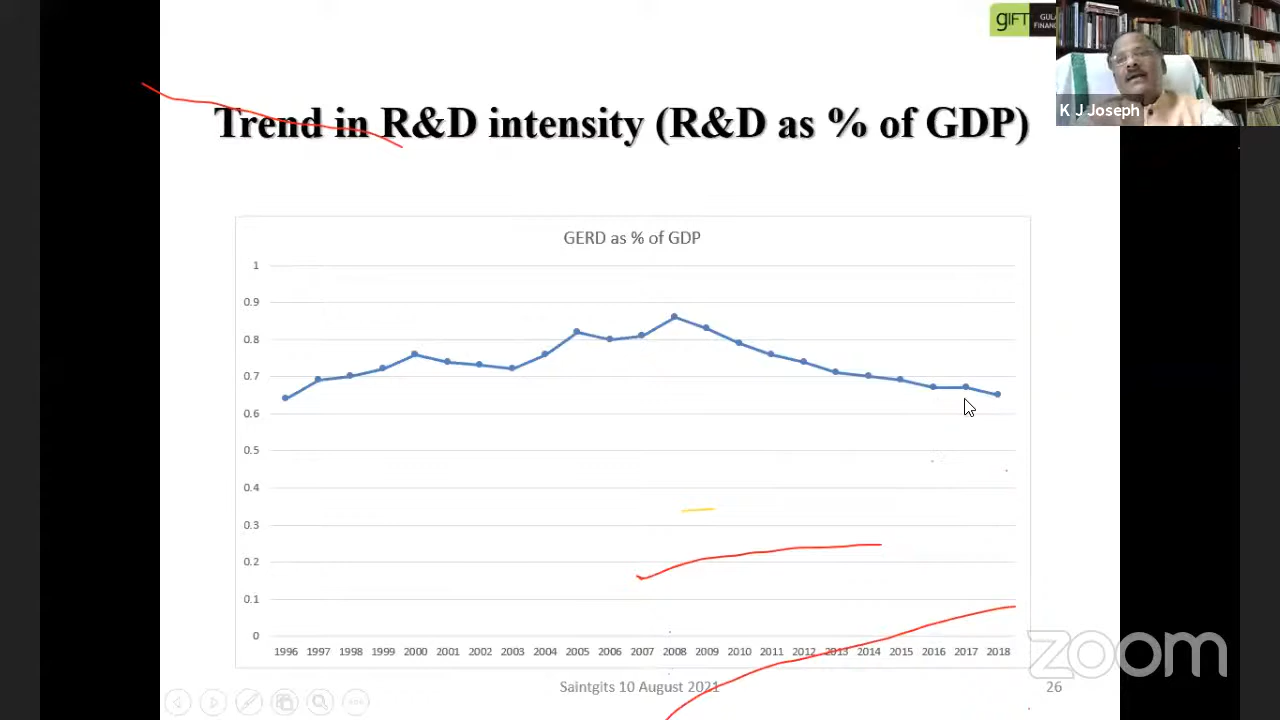 gift
GULA
FINANC
K J Joseph
Trend in R&D intensity (R&D as % of GDP)
GERD as % of GDP
1
0.9
0.8
0.7
0.6
0.5
0.4
0.3
0.2
0.1
0
1996 1997 1998 1999 2000 2001 2002 2003 2004 2005 2006 2007 2008 2009 2010 2011 2012 2013 2014 2015 2016 2017 2018
Saintgits 10 August 2021
26
zoom